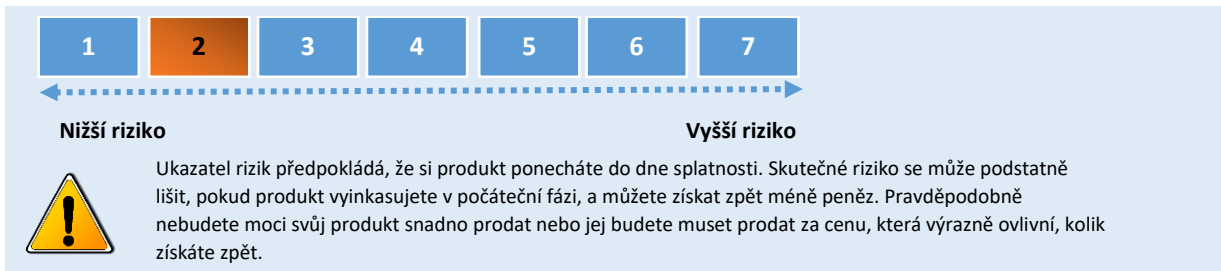 1 2 3 4 5 6 7
Nižší riziko Vyšší riziko
Ukazatel rizik předpokládá, že si produkt ponecháte do dne splatnosti. Skutečné riziko se může podstatně
lišit, pokud produkt vyinkasujete v počáteční fázi, a můžete získat zpět méně peněz. Pravděpodobně
nebudete moci svůj produkt snadno prodat nebo jej budete muset prodat za cenu, která výrazně ovlivní, kolik
získáte zpět.